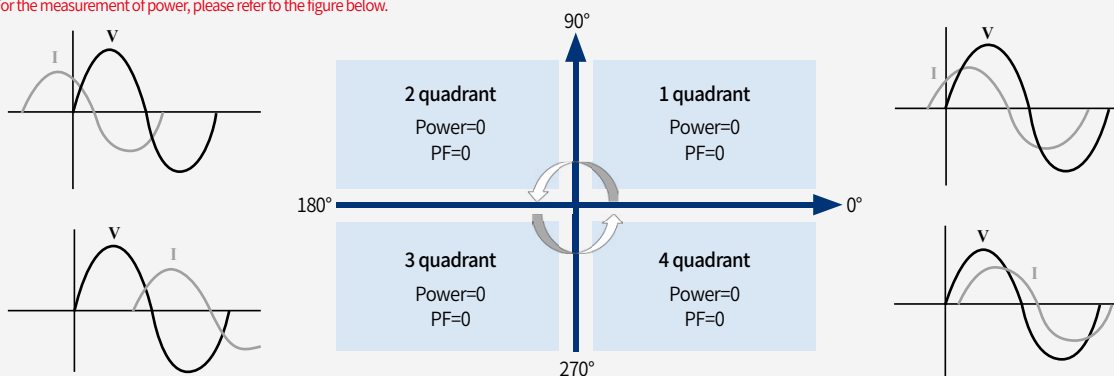 For the measurement of power, please refer to the figure below.
90°
V
I
2 quadrant
Power=0
PF=0
1 quadrant
Power=0
PF=0
V
I
180°
0°
V
I
3 quadrant
Power=0
PF=0
4 quadrant
Power=0
PF=0
V
I
270°